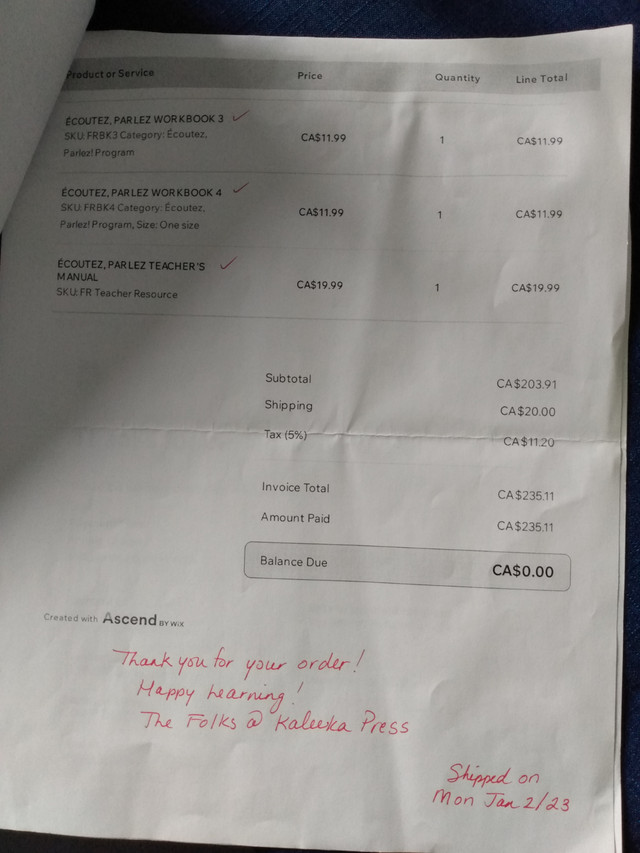 Product or Service Price Quantity Line Total
ÉCOUTEZ, PARLEZ WORKBOOK 3
SKU: FRBK3 Category: Écoutez,
Parlez! Program
CA$11.99 1 CA$11.99
ÉCOUTEZ, PARLEZ WORKBOOK 4
SKU: FRBK4 Category: Écoutez,
Parlez! Program, Size: One size
CA$11.99 1 CA$11.99
ÉCOUTEZ, PARLEZ TEACHER'S
MANUAL
SKU: FR Teacher Resource
CA$19.99 1 CA$19.99
Subtotal CA$203.91
Shipping CA$20.00
Tax (5%) CA$11.20
Invoice Total CA$235.11
Amount Paid CA$235.11
Balance Due CA$0.00
Created with Ascend BY WIX
Thank you for your order!
Happy Learning!
The Folks @ Kaleeka Press
Shipped on
Mon Jan 2/23